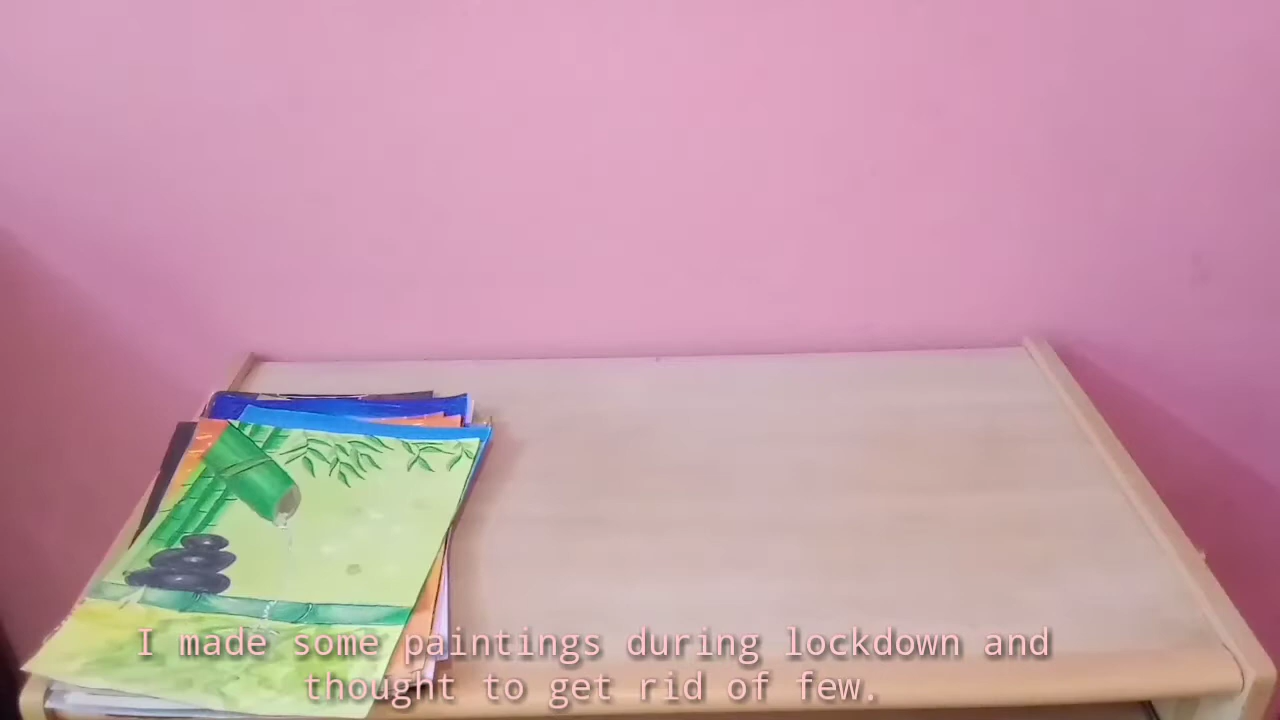 I made some paintings during lockdown and
thought to get rid of few.